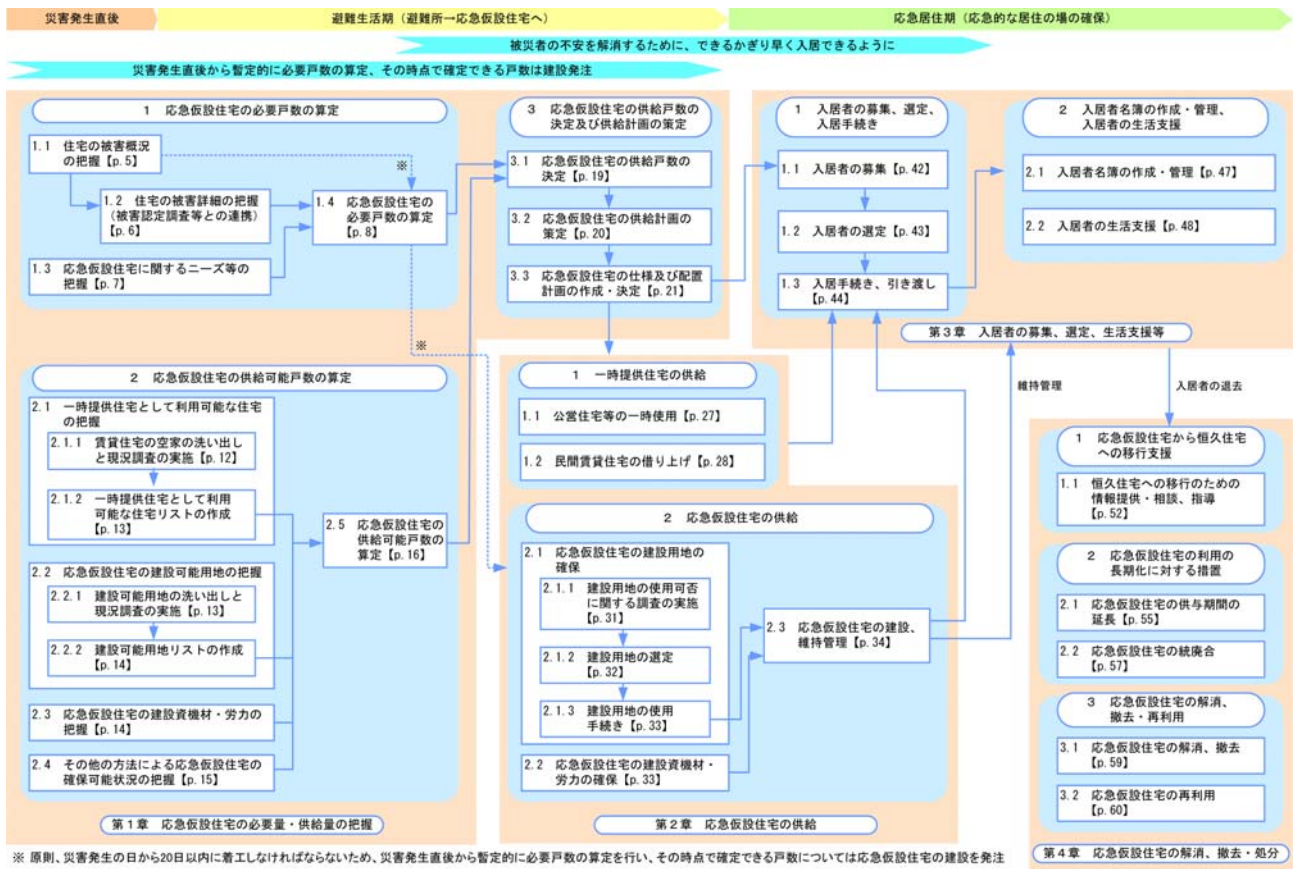 災害発生直後
避難生活期（避難所→応急仮設住宅へ）
応急居住期（応急的な居住の場の確保）
被災者の不安を解消するために、できるかぎり早く入居できるように
災害発生直後から暫定的に必要戸数の算定、その時点で確定できる戸数は建設発注
1 応急仮設住宅の必要戸数の算定
1.1 住宅の被害概況
の把握【p.5】
※
1.2 住宅の被害詳細の把握
（被害認定調査等との連携）
【p.6】
1.3 応急仮設住宅に関するニーズ等の
把握【p.7】
1.4 応急仮設住宅の
必要戸数の算定
【p.8】
※
2 応急仮設住宅の供給可能戸数の算定
2.1 一時提供住宅として利用可能な住宅
の把握
2.1.1 賃貸住宅の空家の洗い出し
と現況調査の実施【p.12】
2.1.2 一時提供住宅として利用
可能な住宅リストの作成
【p.13】
2.2 応急仮設住宅の建設可能用地の把握
2.2.1 建設可能用地の洗い出しと
現況調査の実施【p.13】
2.2.2 建設可能用地リストの作成
【p.14】
2.3 応急仮設住宅の建設資機材・労力の
把握【p.14】
2.4 その他の方法による応急仮設住宅の
確保可能状況の把握【p.15】
2.5 応急仮設住宅の
供給可能戸数の
算定【p.16】
第1章 応急仮設住宅の必要量・供給量の把握
3 応急仮設住宅の供給戸数の
決定及び供給計画の策定
3.1 応急仮設住宅の供給戸数の
決定【p.19】
3.2 応急仮設住宅の供給計画の
策定【p.20】
3.3 応急仮設住宅の仕様及び配置
計画の作成・決定【p.21】
1 一時提供住宅の供給
1.1 公営住宅等の一時使用【p.27】
1.2 民間賃貸住宅の借り上げ【p.28】
2 応急仮設住宅の供給
2.1 応急仮設住宅の建設用地の
確保
2.1.1 建設用地の使用可否
に関する調査の実施
【p.31】
2.1.2 建設用地の選定
【p.32】
2.1.3 建設用地の使用
手続き【p.33】
2.2 応急仮設住宅の建設資機材・
労力の確保【p.33】
2.3 応急仮設住宅の建設、
維持管理【p.34】
第2章 応急仮設住宅の供給
1 入居者の募集、選定、
入居手続き
1.1 入居者の募集【p.42】
1.2 入居者の選定【p.43】
1.3 入居手続き、引き渡し
【p.44】
2 入居者名簿の作成・管理、
入居者の生活支援
2.1 入居者名簿の作成・管理【p.47】
2.2 入居者の生活支援【p.48】
第3章 入居者の募集、選定、生活支援等
維持管理
入居者の退去
1 応急仮設住宅から恒久住宅
への移行支援
1.1 恒久住宅への移行のための
情報提供・相談、指導
【p.52】
2 応急仮設住宅の利用の
長期化に対する措置
2.1 応急仮設住宅の供与期間の
延長【p.55】
2.2 応急仮設住宅の統廃合
【p.57】
3 応急仮設住宅の解消、
撤去・再利用
3.1 応急仮設住宅の解消、撤去
【p.59】
3.2 応急仮設住宅の再利用
【p.60】
第4章 応急仮設住宅の解消、撤去・処分
※ 原則、災害発生の日から20日以内に着工しなければならないため、災害発生直後から暫定的に必要戸数の算定を行い、その時点で確定できる戸数については応急仮設住宅の建設を発注